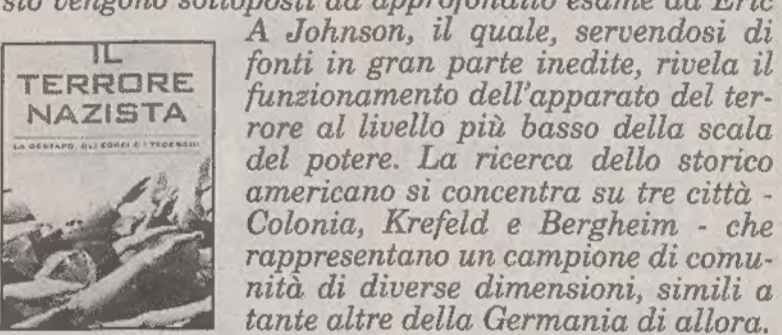 sto vengono sottoposti ad approfondito esame da Eric
A Johnson, il quale, servendosi di
fonti in gran parte inedite, rivela il
funzionamento dell'apparato del ter-
rore al livello più basso della scala
del potere. La ricerca dello storico
americano si concentra su tre città -
Colonia, Krefeld e Bergheim - che
rappresentano un campione di comu-
nità di diverse dimensioni, simili a
tante altre della Germania di allora.
IL
TERRORE
NAZISTA
LA GESTAPO, GLI EBREI E I TEDESCHI